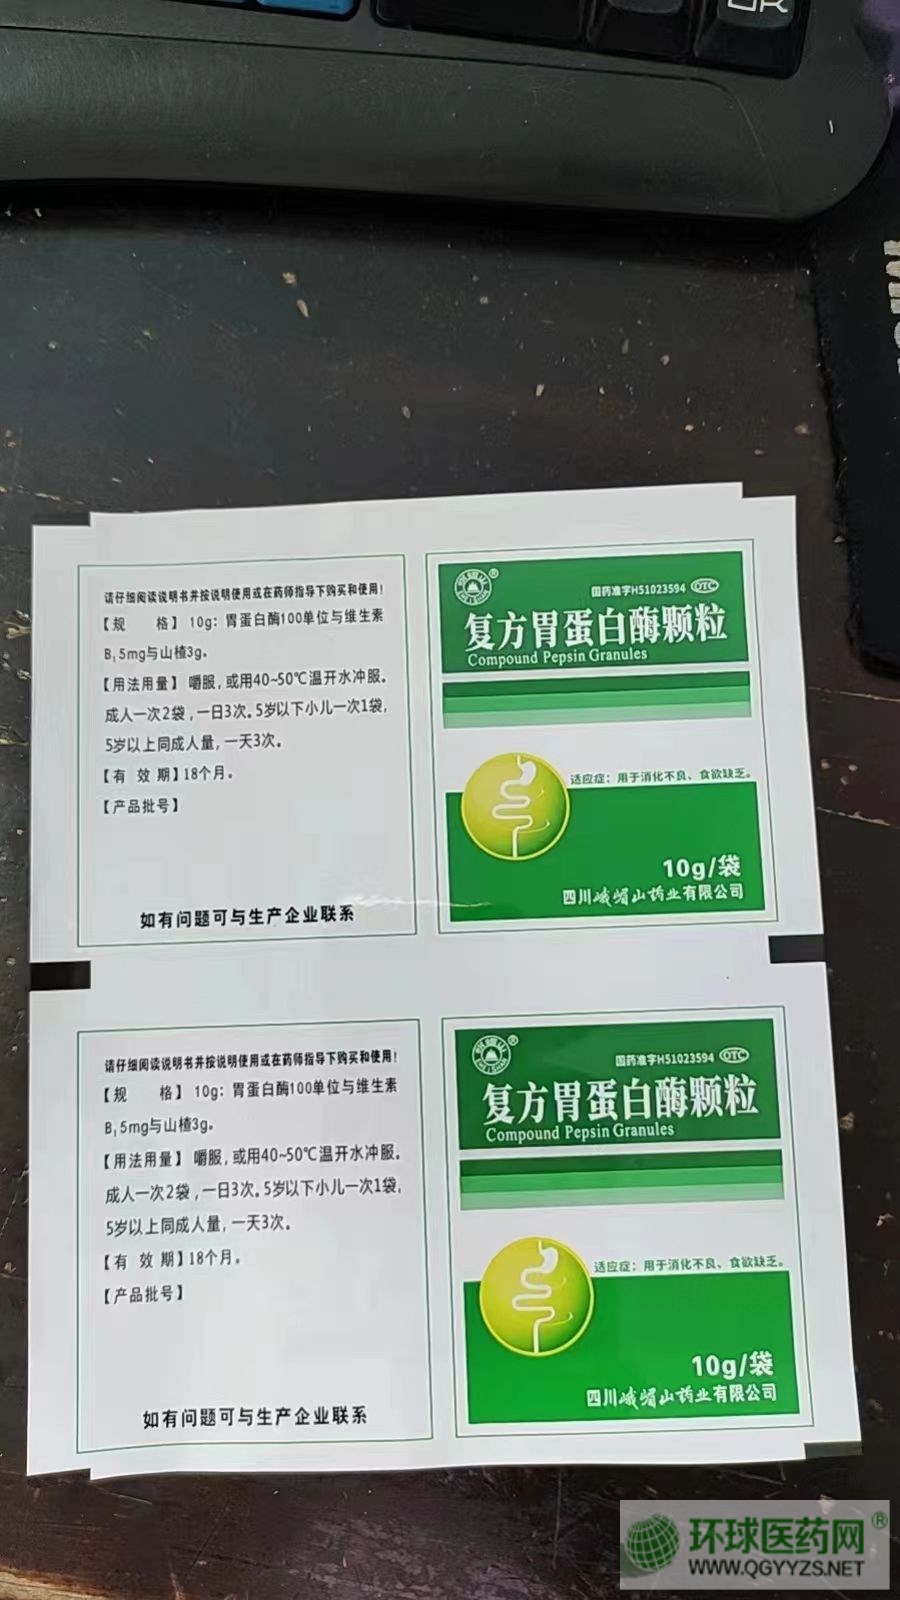 请仔细阅读说明书并按说明使用或在药师指导下购买和使用!
【规 格】10g: 胃蛋白酶100单位与维生素
B₁5mg与山楂3g。
【用法用量】嚼服,或用40~50℃温开水冲服。
成人一次2袋,一日3次。5岁以下小儿一次1袋,
5岁以上同成人量,一天3次。
【有 效 期】18个月。
【产品批号】
如有问题可与生产企业联系
国药准字H51023594 OTC
复方胃蛋白酶颗粒
Compound Pepsin Granules
适应症: 用于消化不良、食欲缺乏。
10g/袋
四川峨嵋山药业有限公司
请仔细阅读说明书并按说明使用或在药师指导下购买和使用!
【规 格】10g: 胃蛋白酶100单位与维生素
B₁5mg与山楂3g。
【用法用量】嚼服,或用40~50℃温开水冲服。
成人一次2袋,一日3次。5岁以下小儿一次1袋,
5岁以上同成人量,一天3次。
【有 效 期】18个月。
【产品批号】
如有问题可与生产企业联系
国药准字H51023594 OTC
复方胃蛋白酶颗粒
Compound Pepsin Granules
适应症: 用于消化不良、食欲缺乏。
10g/袋
四川峨嵋山药业有限公司
环球医药网®
WWW.QGYYZS.NET